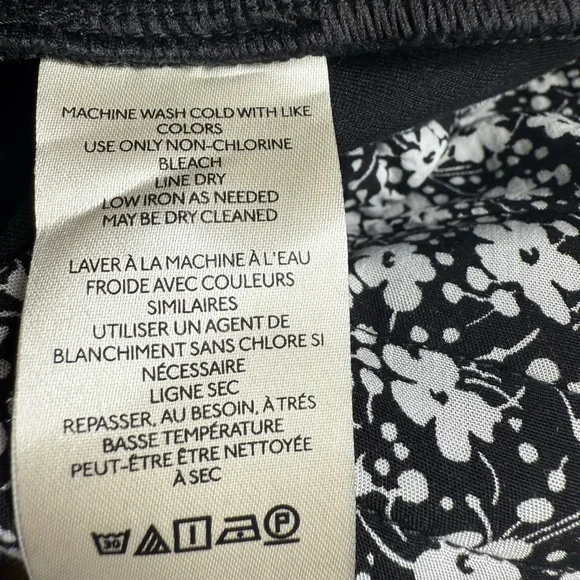 MACHINE WASH COLD WITH LIKE
COLORS
USE ONLY NON-CHLORINE
BLEACH
LINE DRY
LOW IRON AS NEEDED
MAY BE DRY CLEANED
LAVER À LA MACHINE À L'EAU
FROIDE AVEC COULEURS
SIMILAIRES
UTILISER UN AGENT DE
BLANCHIMENT SANS CHLORE SI
NÉCESSAIRE
LIGNE SEC
REPASSER, AU BESOIN, À TRÉS
BASSE TEMPÉRATURE
PEUT-ÊTRE ÊTRE NETTOYÉE
À SEC
30 P